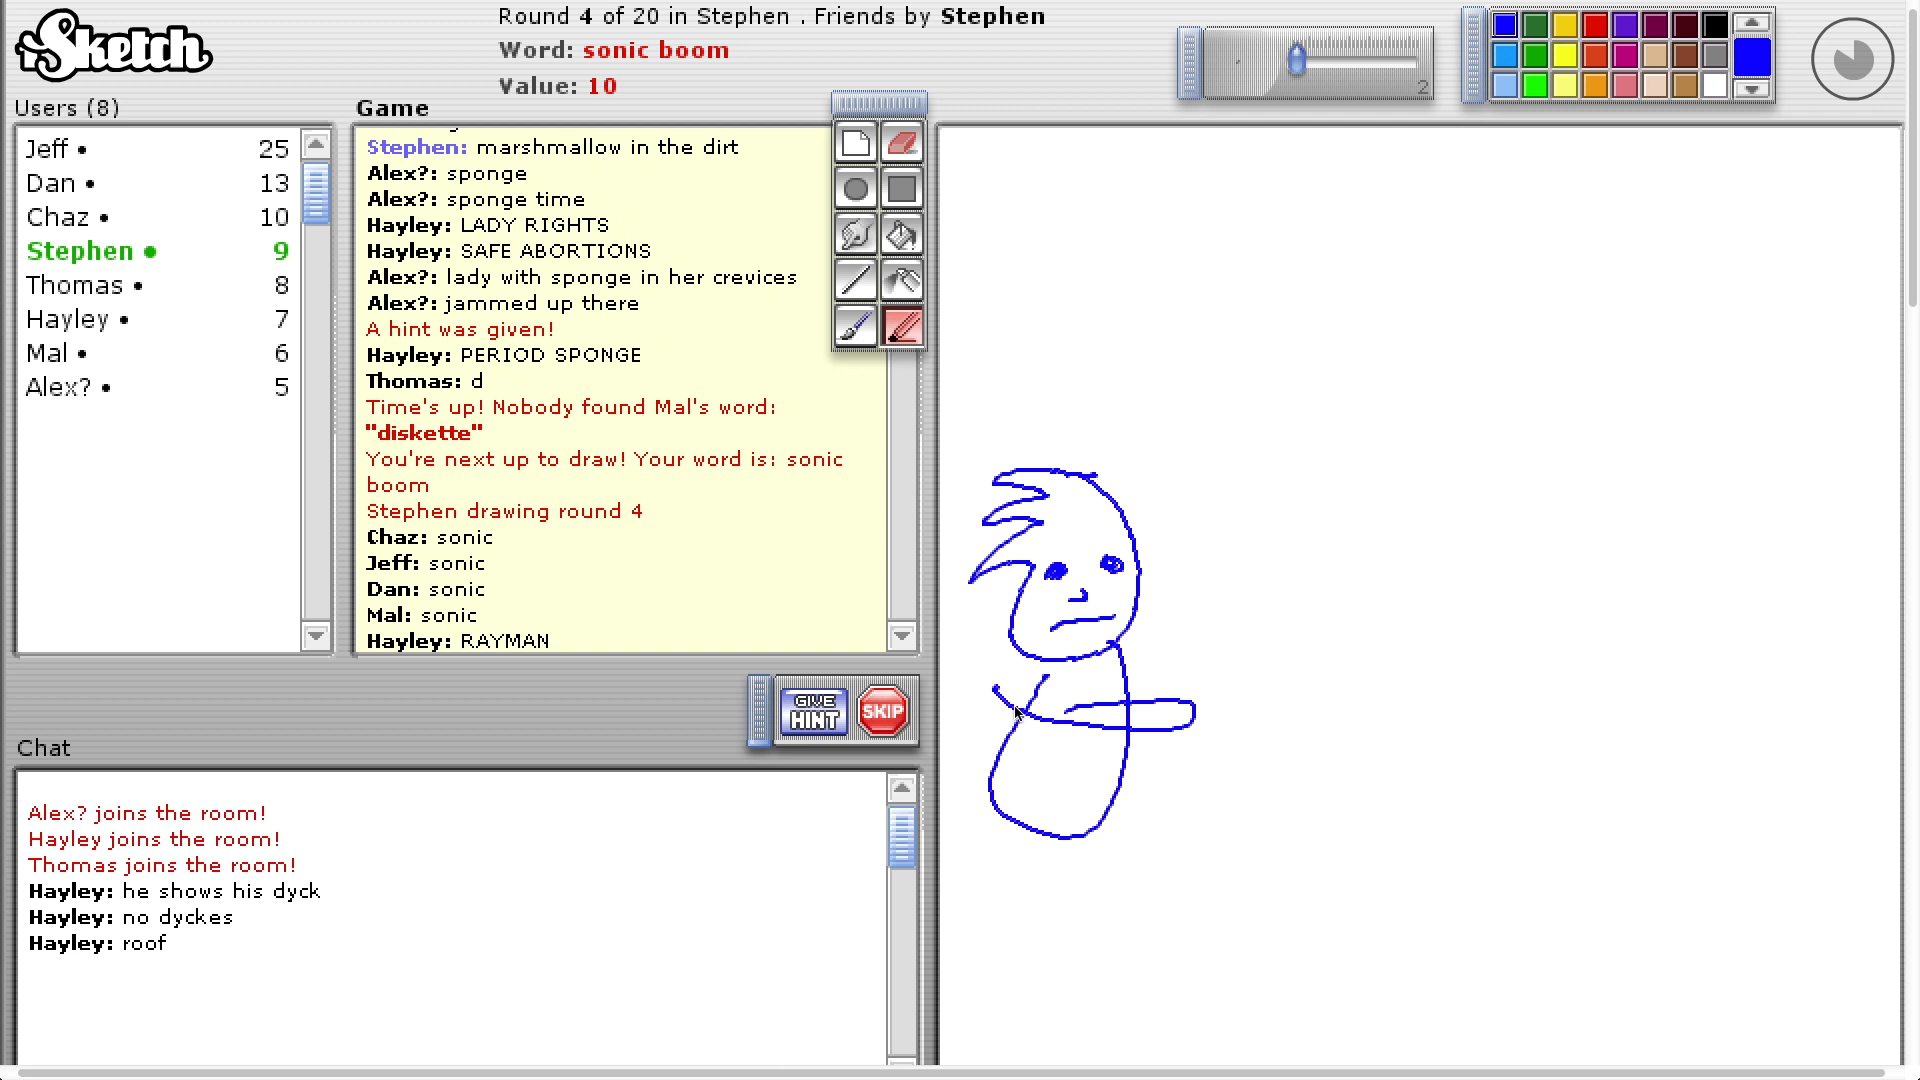 iSketch
Round 4 of 20 in Stephen . Friends by Stephen
Word: sonic boom
Value: 10
2
Users (8)
Jeff • 25
Dan • 13
Chaz • 10
Stephen • 9
Thomas • 8
Hayley • 7
Mal • 6
Alex? • 5
Game
Stephen: marshmallow in the dirt
Alex?: sponge
Alex?: sponge time
Hayley: LADY RIGHTS
Hayley: SAFE ABORTIONS
Alex?: lady with sponge in her crevices
Alex?: jammed up there
A hint was given!
Hayley: PERIOD SPONGE
Thomas: d
Time's up! Nobody found Mal's word:
"diskette"
You're next up to draw! Your word is: sonic
boom
Stephen drawing round 4
Chaz: sonic
Jeff: sonic
Dan: sonic
Mal: sonic
Hayley: RAYMAN
GIVE
HINT
SKIP
Chat
Alex? joins the room!
Hayley joins the room!
Thomas joins the room!
Hayley: he shows his dyck
Hayley: no dyckes
Hayley: roof